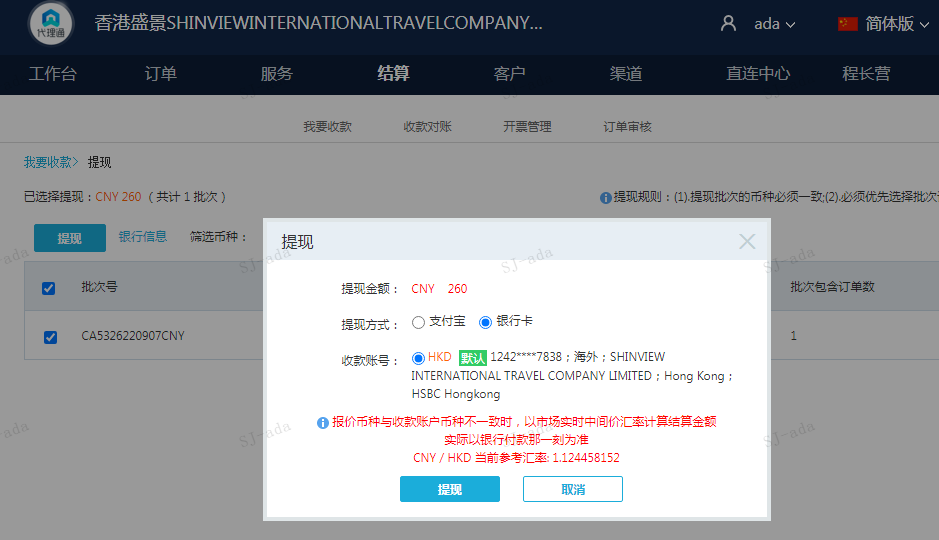 代理通
香港盛景SHINVIEWINTERNATIONALTRAVELCOMPANY...
ada
简体版
工作台 订单 服务 结算 客户 渠道 直连中心 程长营
我要收款 收款对账 开票管理 订单审核
我要收款> 提现
已选择提现：CNY 260（共计 1 批次）
提现规则：(1).提现批次的币种必须一致;(2).必须优先选择批次
提现 银行信息 筛选币种：
批次号 批次包含订单数
CA5326220907CNY 1
提现
提现金额： CNY 260
提现方式： 支付宝 银行卡
收款账号： HKD 默认 1242****7838；海外；SHINVIEW
INTERNATIONAL TRAVEL COMPANY LIMITED；Hong Kong；
HSBC Hongkong
报价币种与收款账户币种不一致时，以市场实时中间价汇率计算结算金额
实际以银行付款那一刻为准
CNY / HKD 当前参考汇率: 1.124458152
提现 取消
SJ-ada
SJ-ada
SJ-ada
SJ-ada